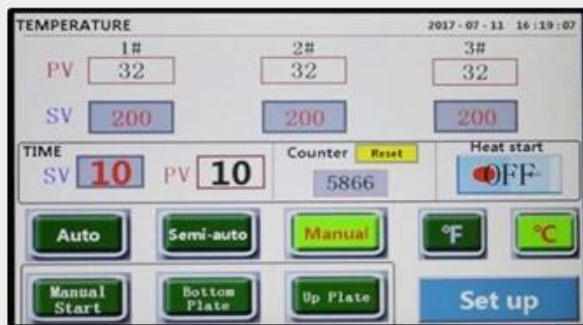 TEMPERATURE 2017-07-11 16:19:07
1# 2# 3#
PV 32 32 32
SV 200 200 200
TIME Counter Reset Heat start
SV 10 PV 10 5866 OFF
Auto Semi-auto Manual °F °C
Manual Start Bottom Plate Up Plate Set up